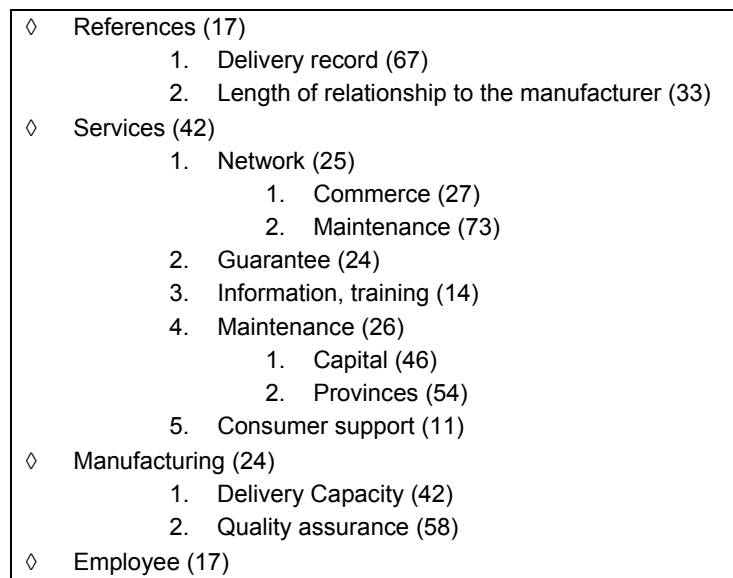 ◊ References (17)
1. Delivery record (67)
2. Length of relationship to the manufacturer (33)
◊ Services (42)
1. Network (25)
1. Commerce (27)
2. Maintenance (73)
2. Guarantee (24)
3. Information, training (14)
4. Maintenance (26)
1. Capital (46)
2. Provinces (54)
5. Consumer support (11)
◊ Manufacturing (24)
1. Delivery Capacity (42)
2. Quality assurance (58)
◊ Employee (17)